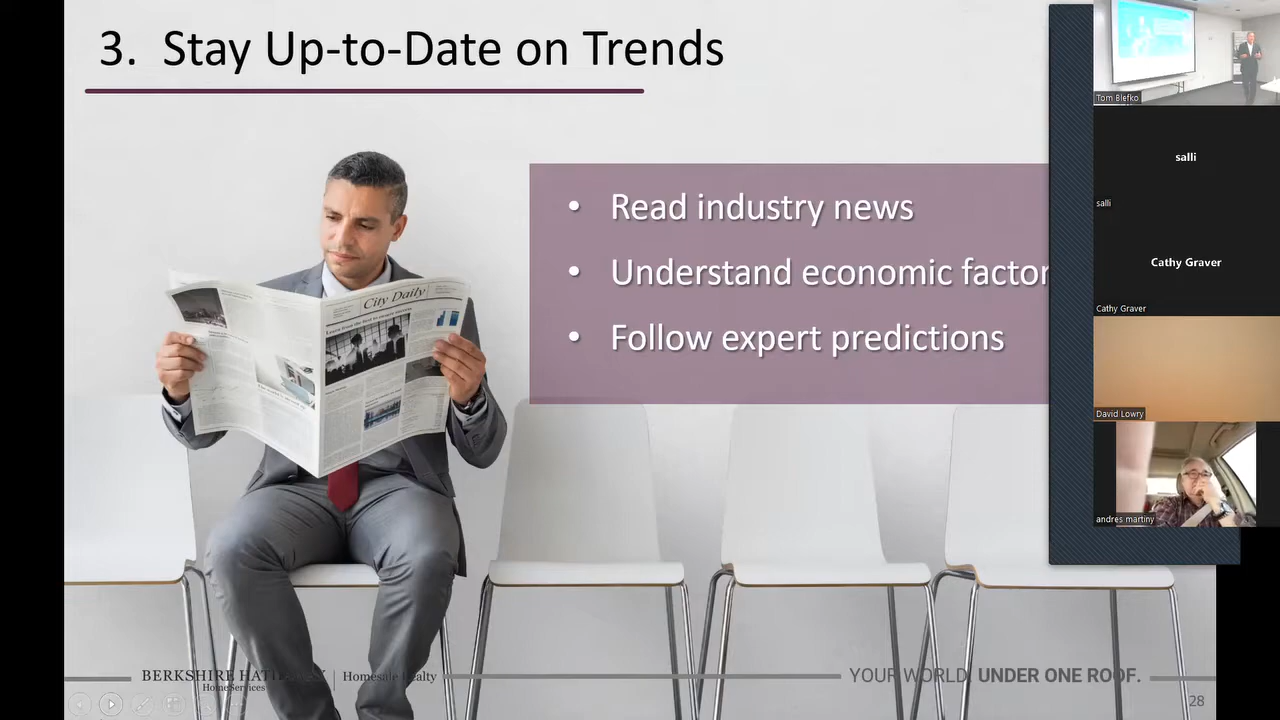 3. Stay Up-to-Date on Trends
• Read industry news
• Understand economic factor
• Follow expert predictions
City Daily
BERKSHIRE HATH
HomeServices
Homesale Realty
YOUR WORLD. UNDER ONE ROOF.
28
Tom Blefko
salli
salli
Cathy Graver
Cathy Graver
David Lowry
andres martiny